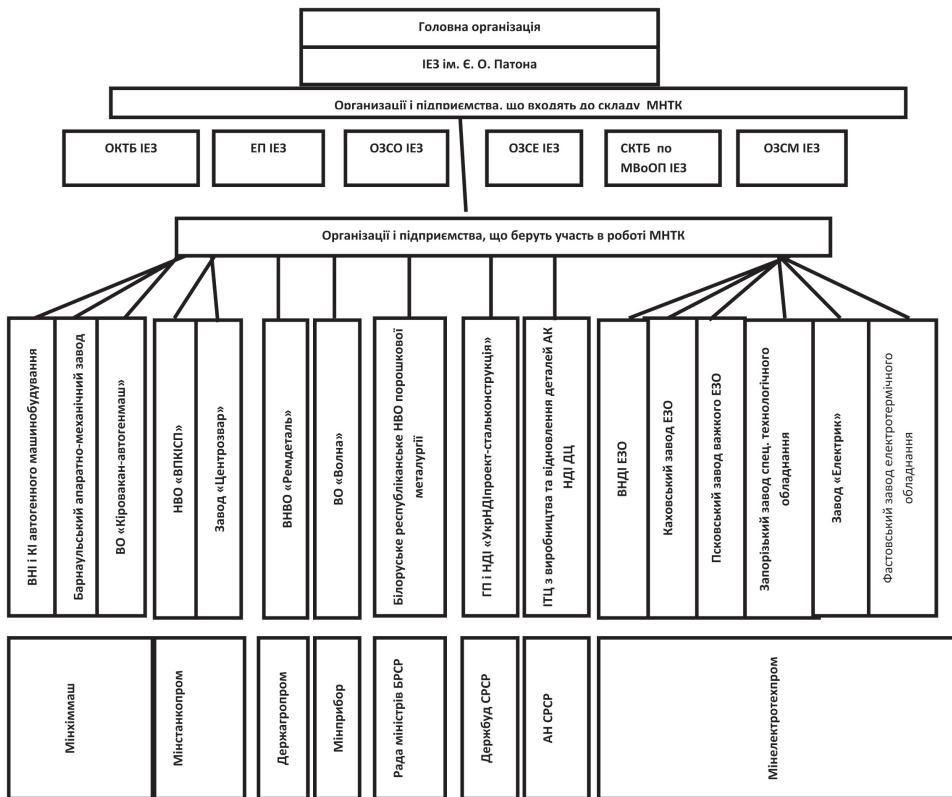 Головна організація
ІЕЗ ім. Є. О. Патона
Организації і підприємства, що входять до складу МНТК
ОКТБ ІЕЗ
ЕП ІЕЗ
ОЗСО ІЕЗ
ОЗСЕ ІЕЗ
СКТБ по
МВоОП ІЕЗ
ОЗСМ ІЕЗ
Організації і підприємства, що беруть участь в роботі МНТК
ВНІ і КІ автогенного машинобудування
Барнаульський апаратно-механічний завод
ВО «Кіровакан-автогенмаш»
НВО «ВПКІСП»
Завод «Центрозвар»
ВНВО «Ремдеталь»
ВО «Волна»
Білоруське республіканське НВО порошкової
металургії
ГП і НДІ «УкрНДІпроект-стальконструкція»
ІТЦ з виробництва та відновлення деталей АК
НДІ ДЦ
ВНДІ ЕЗО
Каховський завод ЕЗО
Псковський завод важкого ЕЗО
Запорізький завод спец. технологічного
обладнання
Завод «Електрик»
Фастовський завод електротермічного
обладнання
Мінхіммаш
Мінстанкопром
Держагропром
Мінприбор
Рада міністрів БРСР
Держбуд СРСР
АН СРСР
Мінелектротехпром